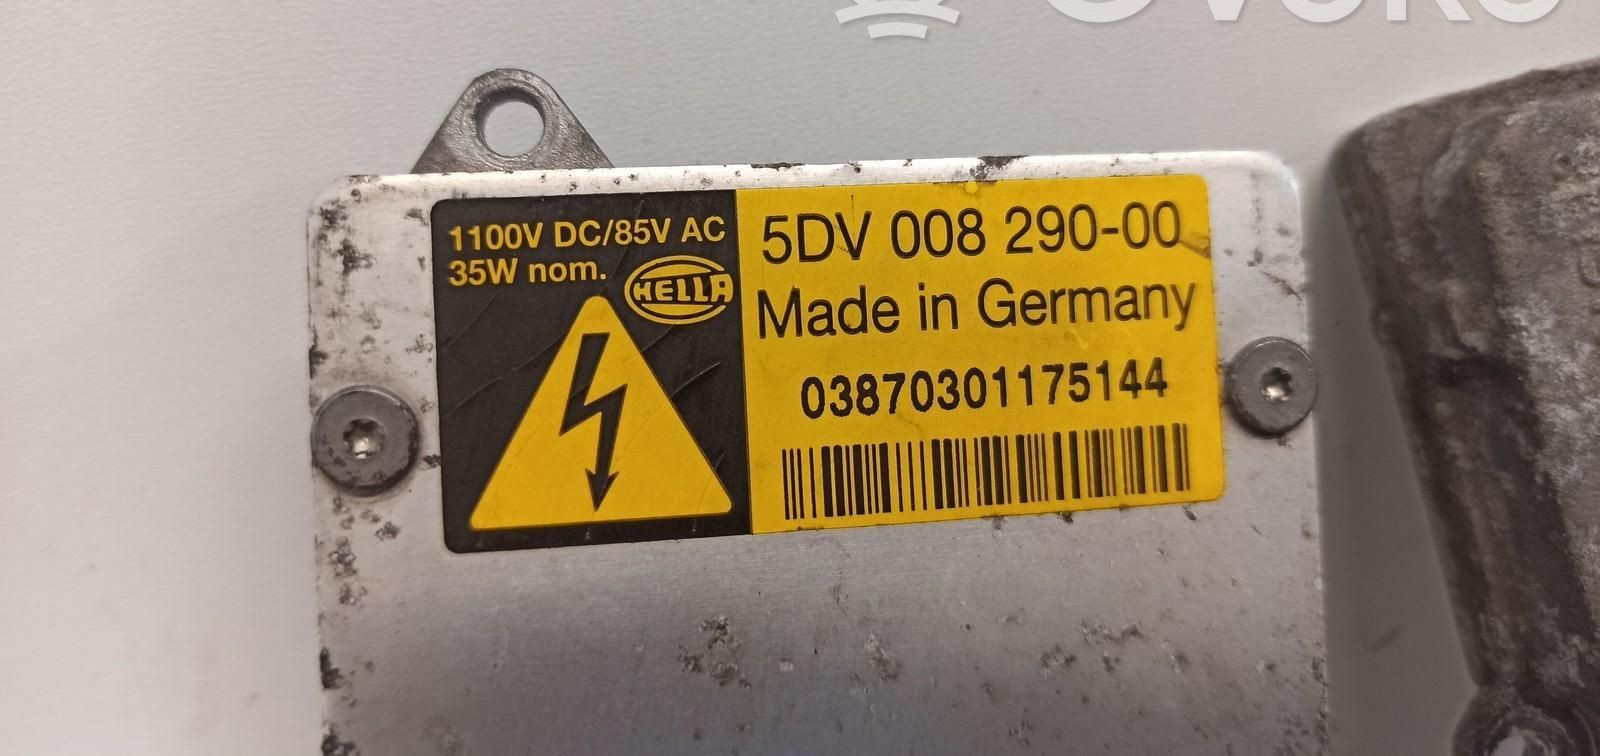 1100V DC/85V AC
35W nom.
HELLA
5DV 008 290-00
Made in Germany
03870301175144